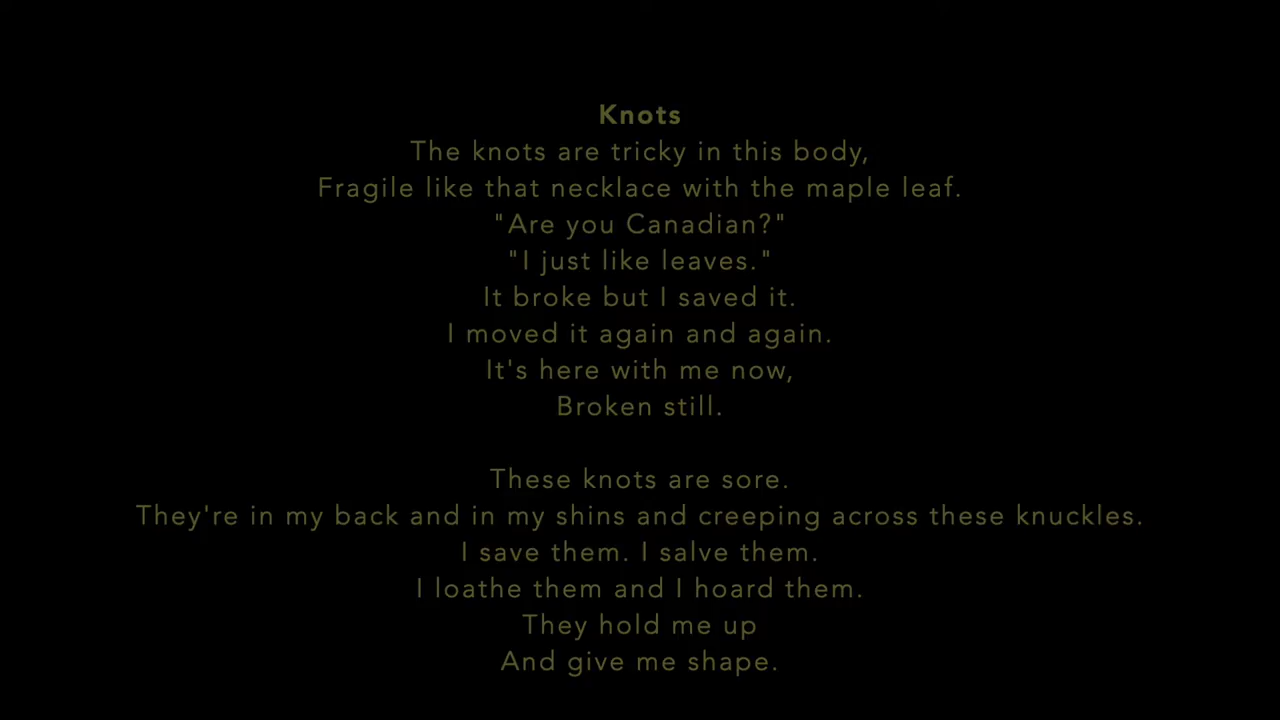 Knots
The knots are tricky in this body,
Fragile like that necklace with the maple leaf.
"Are you Canadian?"
"I just like leaves."
It broke but I saved it.
I moved it again and again.
It's here with me now,
Broken still.
These knots are sore.
They're in my back and in my shins and creeping across these knuckles.
I save them. I salve them.
I loathe them and I hoard them.
They hold me up
And give me shape.